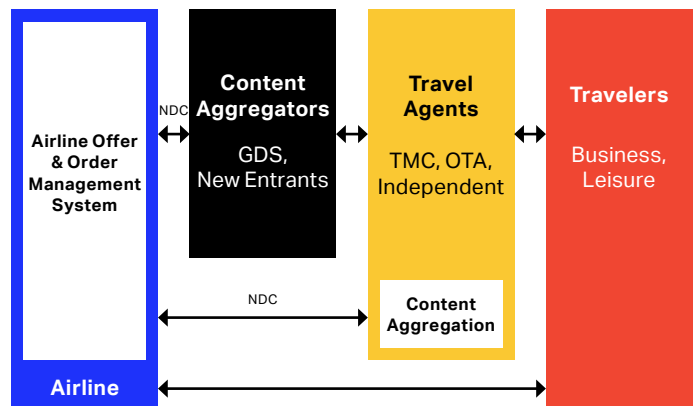 Airline Offer
& Order
Management
System
Airline
NDC
Content
Aggregators
GDS,
New Entrants
NDC
Travel
Agents
TMC, OTA,
Independent
Content
Aggregation
Travelers
Business,
Leisure